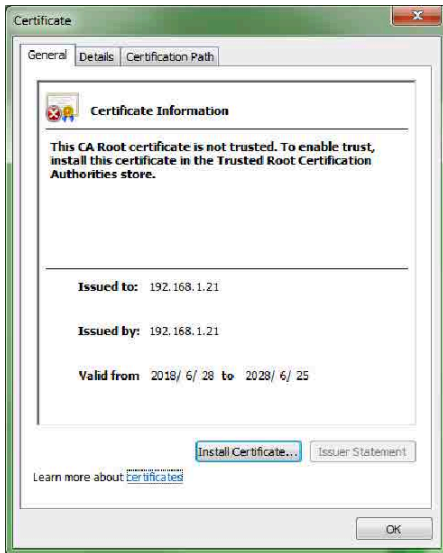 Certificate
General
Details
Certification Path
Certificate Information
This CA Root certificate is not trusted. To enable trust,
install this certificate in the Trusted Root Certification
Authorities store.
Issued to: 192.168.1.21
Issued by: 192.168.1.21
Valid from 2018/ 6/ 28 to 2028/ 6/ 25
Install Certificate...
Issuer Statement
Learn more about certificates
OK